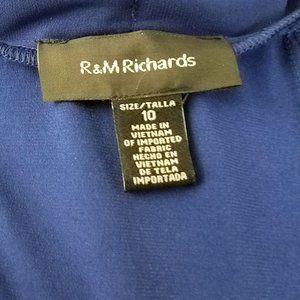 R&M Richards
SIZE/TALLA
10
MADE IN
VIETNAM
OF IMPORTED
FABRIC
HECHO EN
VIETNAM
DE TELA
IMPORTADA